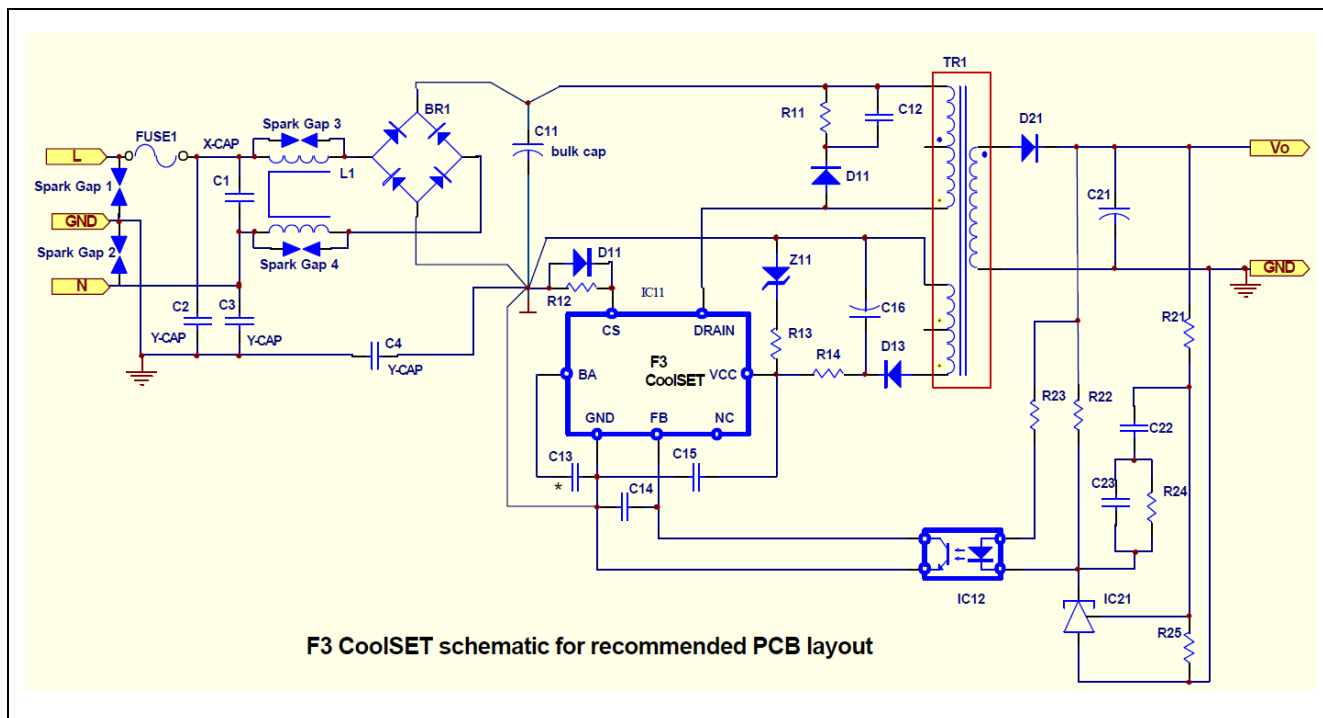 TR1
FUSE1
Spark Gap 3
BR1
X-CAP
C11
bulk cap
R11
C12
D21
L
Vo
Spark Gap 1
C1
L1
D11
C21
GND
Spark Gap 2
Spark Gap 4
N
D11
Z11
GND
R12
IC11
C16
C2
C3
CS
DRAIN
R13
R21
Y-CAP
Y-CAP
C4
Y-CAP
F3
CoolSET
R14
D13
BA
VCC
R23
R22
GND
FB
NC
C22
C13
*
C15
C14
C23
R24
IC12
IC21
R25
F3 CoolSET schematic for recommended PCB layout